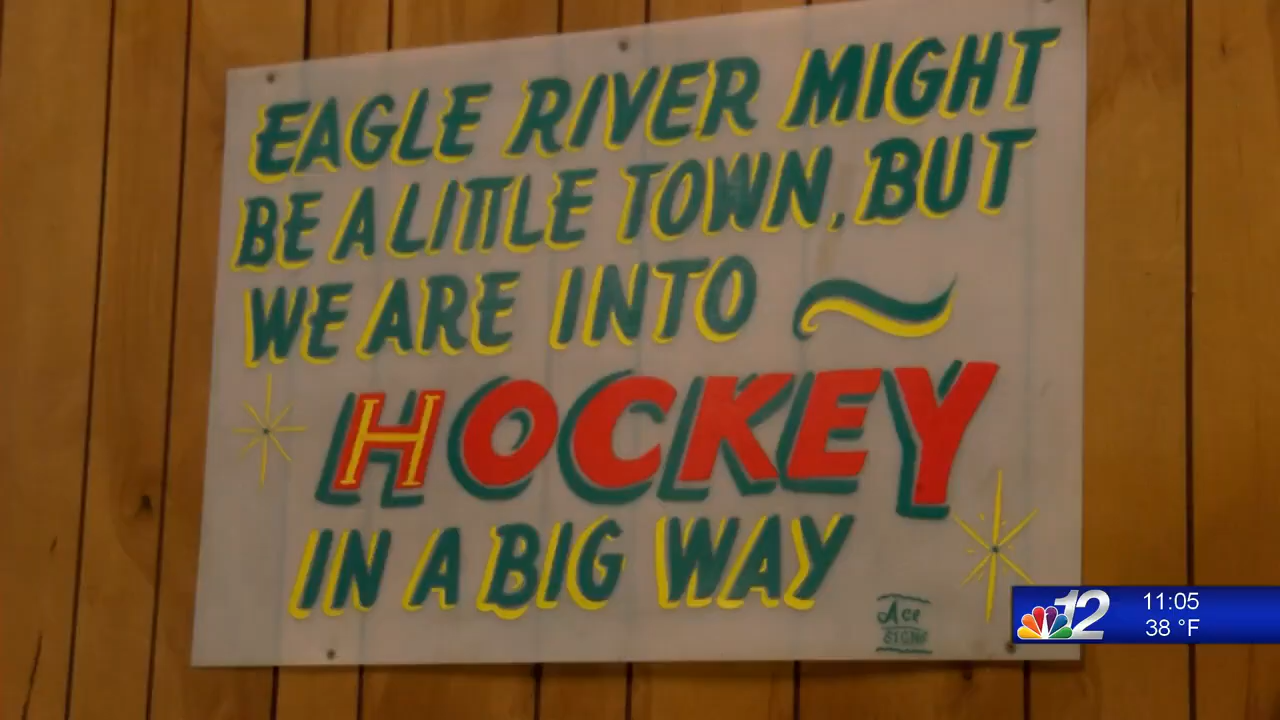 EAGLE RIVER MIGHT
BE A LITTLE TOWN, BUT
WE ARE INTO ~
HOCKEY
IN A BIG WAY
Ace
SIGNS
12
11:05
38 °F